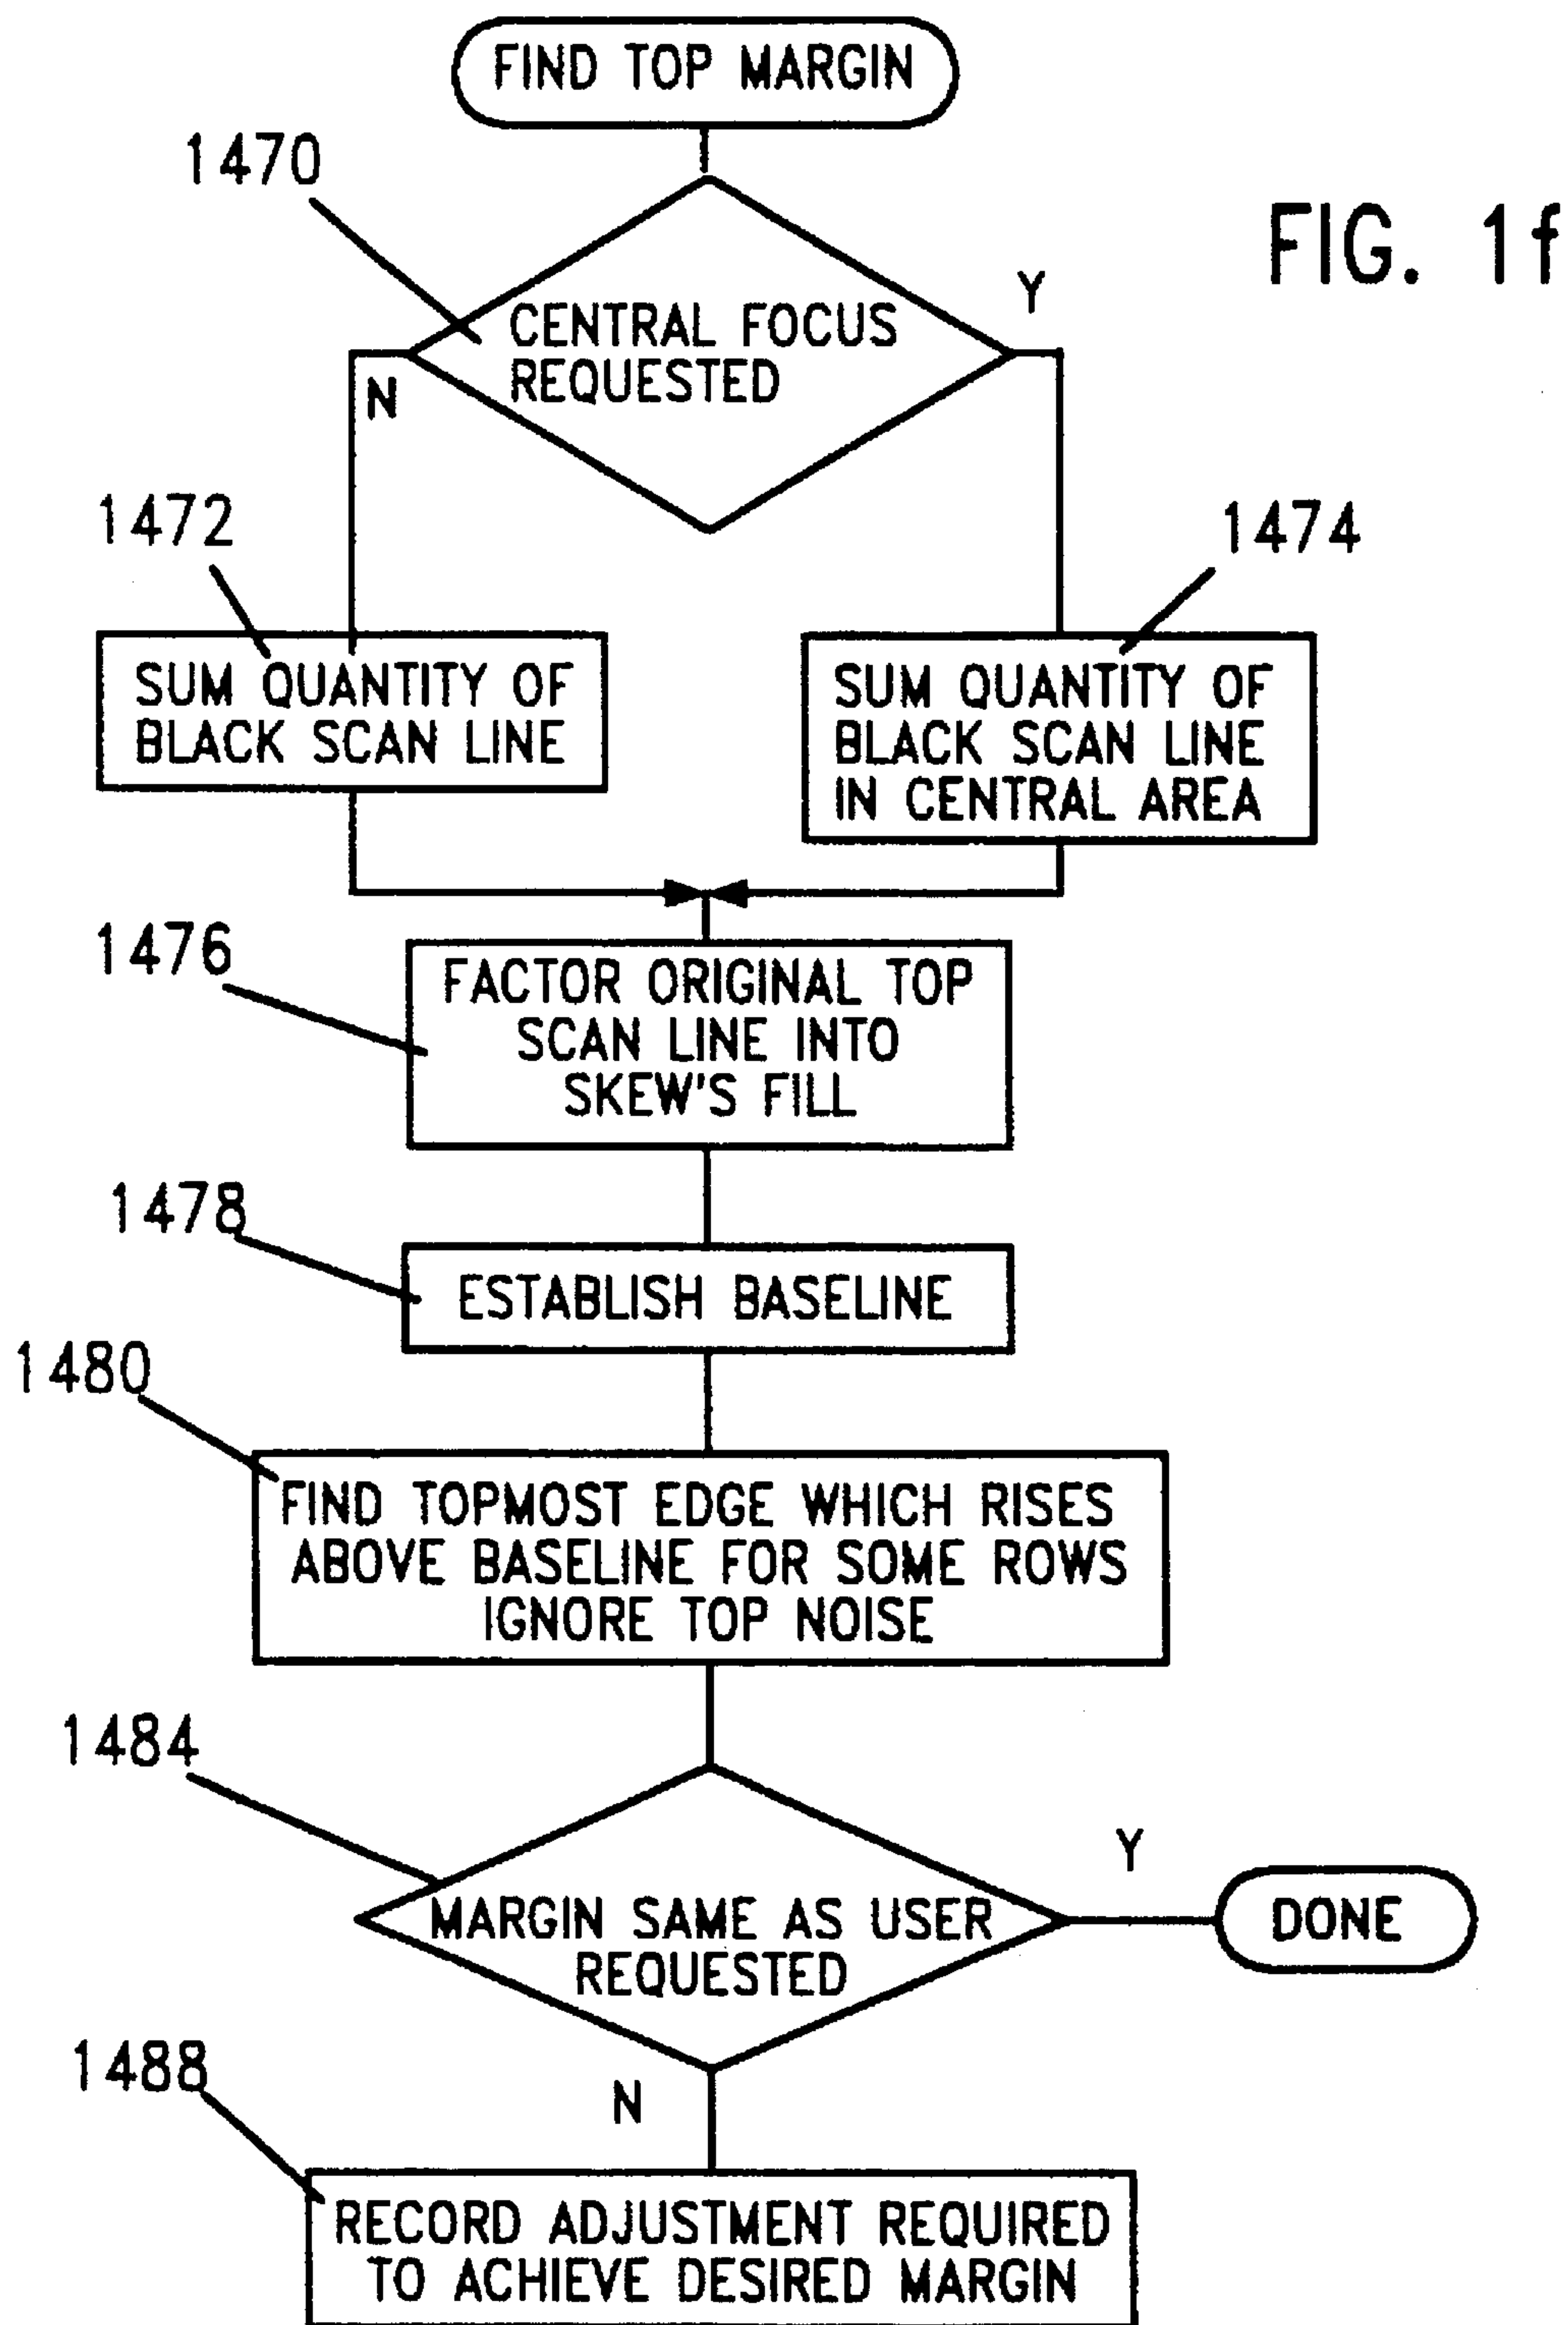 FIND TOP MARGIN
1470
FIG. 1f
Y
CENTRAL FOCUS
REQUESTED
N
1472
1474
SUM QUANTITY OF
BLACK SCAN LINE
SUM QUANTITY OF
BLACK SCAN LINE
IN CENTRAL AREA
1476
FACTOR ORIGINAL TOP
SCAN LINE INTO
SKEW'S FILL
1478
ESTABLISH BASELINE
1480
FIND TOPMOST EDGE WHICH RISES
ABOVE BASELINE FOR SOME ROWS
IGNORE TOP NOISE
1484
Y
MARGIN SAME AS USER
REQUESTED
DONE
1488
N
RECORD ADJUSTMENT REQUIRED
TO ACHIEVE DESIRED MARGIN